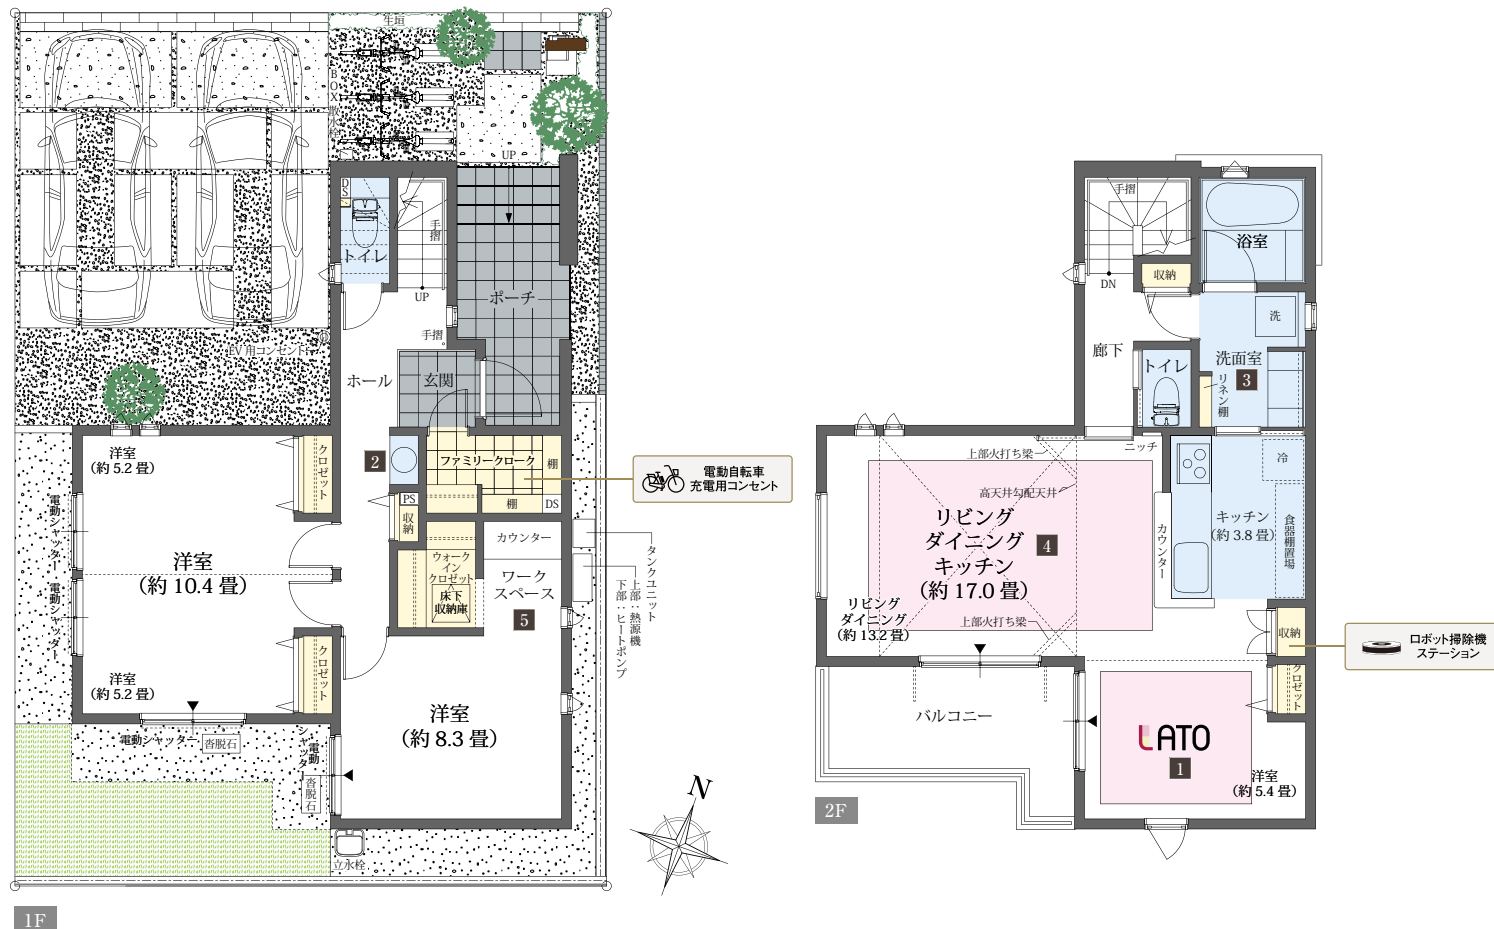 生垣
UP
DS
トイレ
手摺
UP
ポーチ
手摺
EV用コンセント
ホール
玄関
2
ファミリークローク
棚
棚
DS
PS
収納
電動自転車
充電用コンセント
洋室
(約 5.2 畳)
クロゼット
電動シャッター
洋室
(約 10.4 畳)
電動シャッター
クロゼット
洋室
(約 5.2 畳)
ウォーク
イン
クロゼット
床下
収納庫
カウンター
ワーク
スペース
5
タンクユニット
上部：熱源機
下部：ヒートポンプ
洋室
(約 8.3 畳)
電動シャッター
沓脱石
電動
シャッター
沓脱石
立水栓
N
1F
手摺
浴室
収納
DN
洗
廊下
トイレ
洗面室
3
リネン棚
ニッチ
上部火打ち梁
高天井勾配天井
冷
リビング
ダイニング
キッチン
(約 17.0 畳)
4
キッチン
(約 3.8 畳)
食器棚置場
カウンター
リビング
ダイニング
(約 13.2 畳)
上部火打ち梁
収納
ロボット掃除機
ステーション
クロゼット
バルコニー
LATO
1
洋室
(約 5.4 畳)
2F